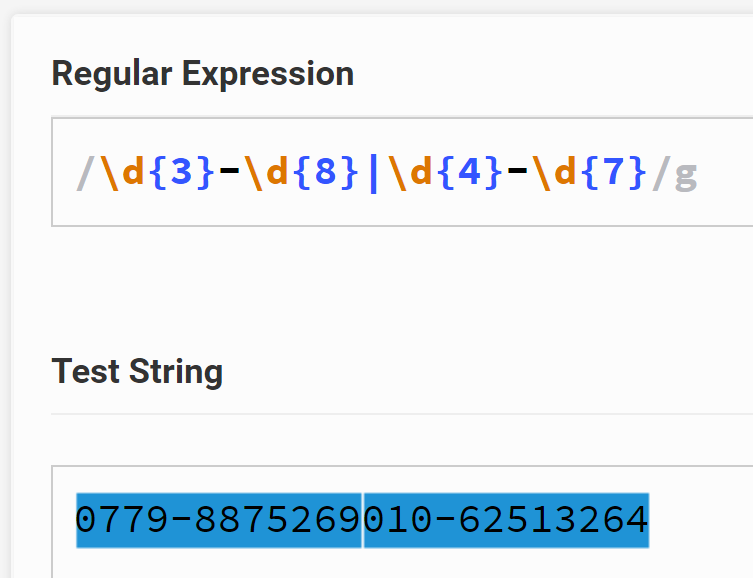 Regular Expression
/\d{3}-\d{8}|\d{4}-\d{7}/g
Test String
0779-8875269010-62513264